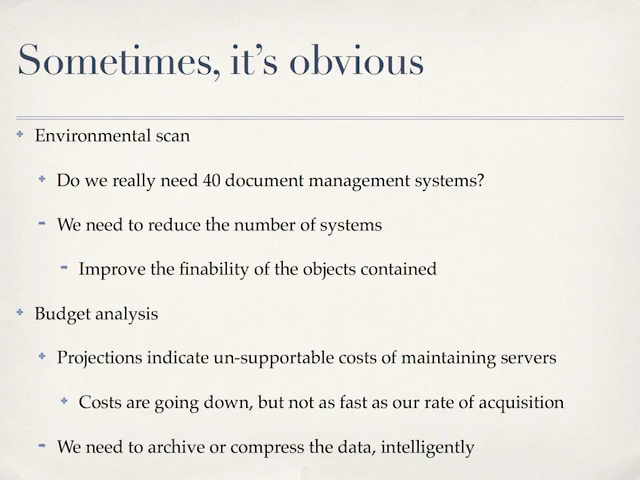 Sometimes, it’s obvious
Environmental scan
Do we really need 40 document management systems?
We need to reduce the number of systems
Improve the finability of the objects contained
Budget analysis
Projections indicate un-supportable costs of maintaining servers
Costs are going down, but not as fast as our rate of acquisition
We need to archive or compress the data, intelligently